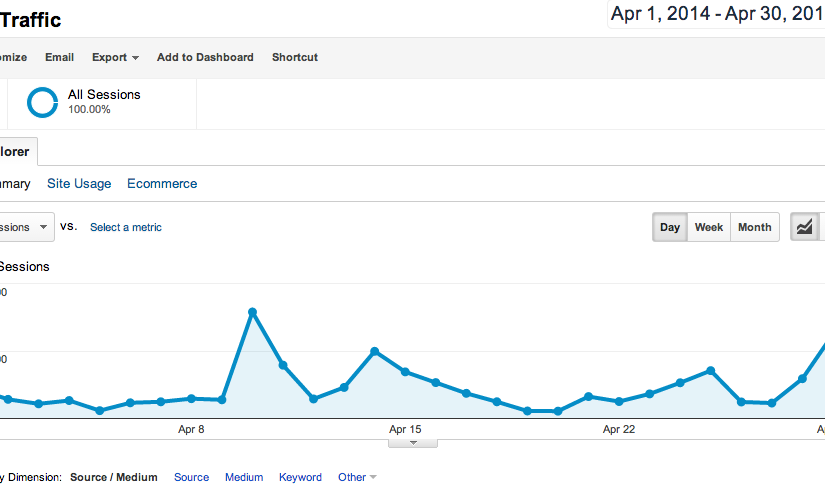 Traffic
Apr 1, 2014 - Apr 30, 201
omize Email Export Add to Dashboard Shortcut
All Sessions
100.00%
lorer
mmary Site Usage Ecommerce
ssions vs. Select a metric Day Week Month
Sessions
00
00
Apr 8 Apr 15 Apr 22 A
y Dimension: Source / Medium Source Medium Keyword Other